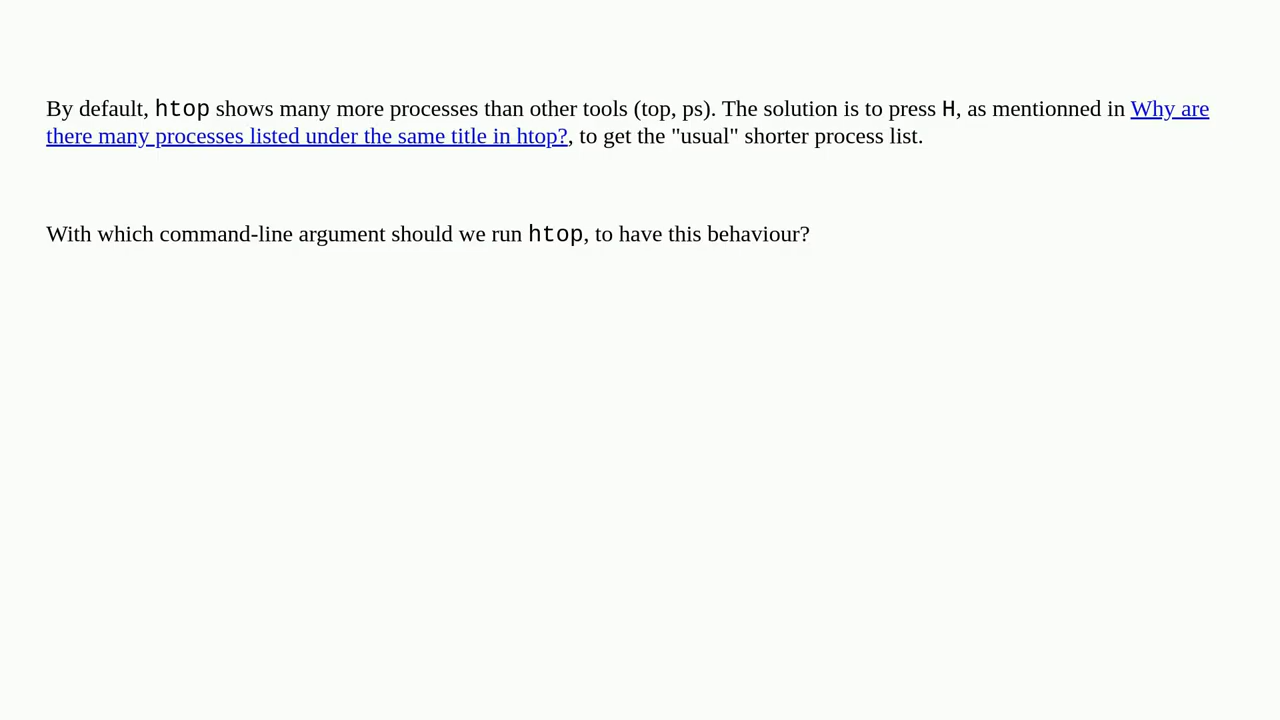 By default, htop shows many more processes than other tools (top, ps). The solution is to press H, as mentionned in Why are
there many processes listed under the same title in htop?, to get the "usual" shorter process list.
With which command-line argument should we run htop, to have this behaviour?